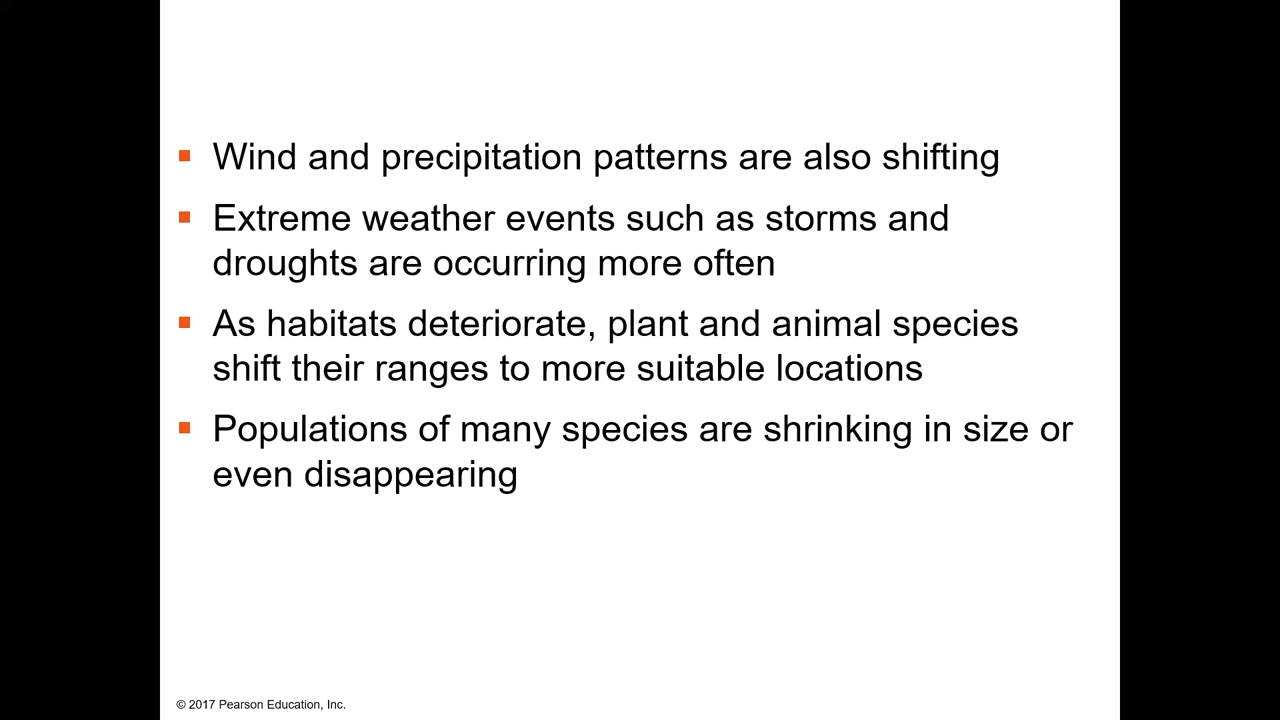 Wind and precipitation patterns are also shifting
Extreme weather events such as storms and
droughts are occurring more often
As habitats deteriorate, plant and animal species
shift their ranges to more suitable locations
Populations of many species are shrinking in size or
even disappearing
© 2017 Pearson Education, Inc.